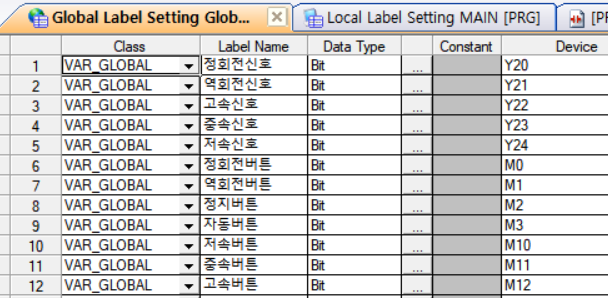 Global Label Setting Glob... Local Label Setting MAIN [PRG] [P
Class Label Name Data Type Constant Device
1 VAR_GLOBAL 정회전신호 Bit ... Y20
2 VAR_GLOBAL 역회전신호 Bit ... Y21
3 VAR_GLOBAL 고속신호 Bit ... Y22
4 VAR_GLOBAL 중속신호 Bit ... Y23
5 VAR_GLOBAL 저속신호 Bit ... Y24
6 VAR_GLOBAL 정회전버튼 Bit ... M0
7 VAR_GLOBAL 역회전버튼 Bit ... M1
8 VAR_GLOBAL 정지버튼 Bit ... M2
9 VAR_GLOBAL 자동버튼 Bit ... M3
10 VAR_GLOBAL 저속버튼 Bit ... M10
11 VAR_GLOBAL 중속버튼 Bit ... M11
12 VAR_GLOBAL 고속버튼 Bit ... M12